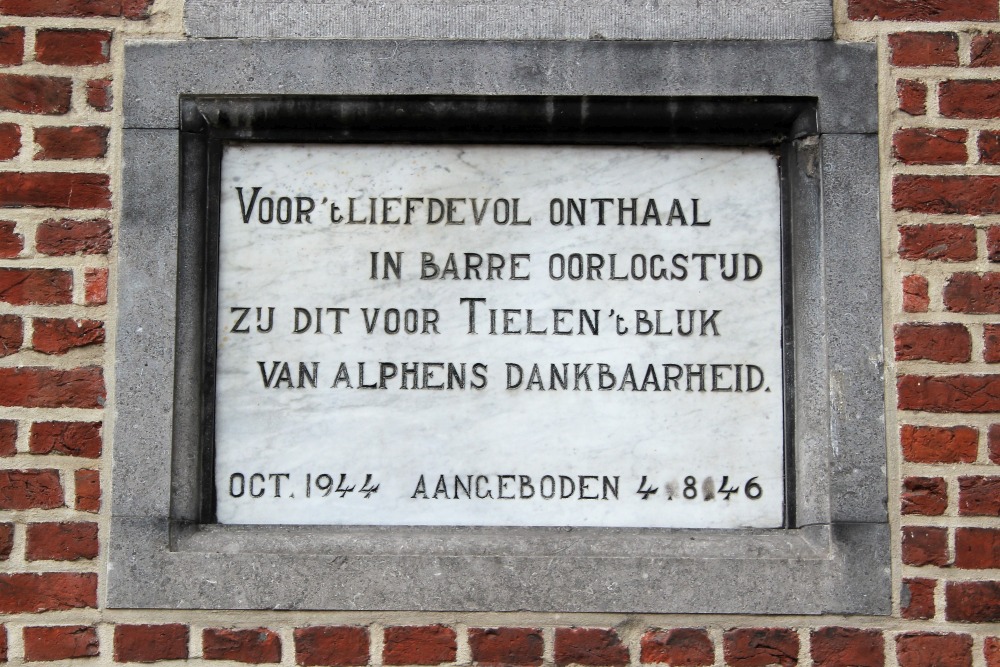 VOOR 't LIEFDEVOL ONTHAAL
IN BARRE OORLOGSTIJD
ZIJ DIT VOOR TIELEN 't BLIJK
VAN ALPHENS DANKBAARHEID.
OCT. 1944 AANGEBODEN 4.8.46